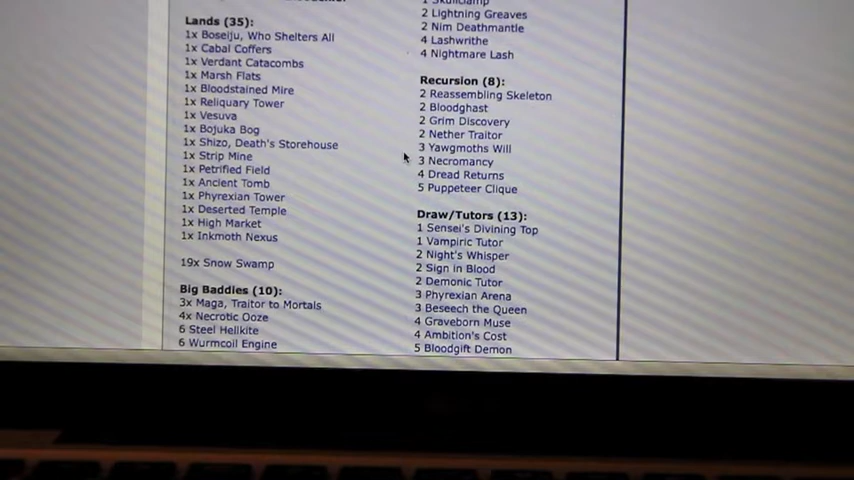 Lands (35):
1x Boseiju, Who Shelters All
1x Cabal Coffers
1x Verdant Catacombs
1x Marsh Flats
1x Bloodstained Mire
1x Reliquary Tower
1x Vesuva
1x Bojuka Bog
1x Shizo, Death's Storehouse
1x Strip Mine
1x Petrified Field
1x Ancient Tomb
1x Phyrexian Tower
1x Deserted Temple
1x High Market
1x Inkmoth Nexus
19x Snow Swamp
Big Baddies (10):
3x Maga, Traitor to Mortals
4x Necrotic Ooze
6 Steel Hellkite
6 Wurmcoil Engine
1 Skullclamp
2 Lightning Greaves
2 Nim Deathmantle
4 Lashwrithe
4 Nightmare Lash
Recursion (8):
2 Reassembling Skeleton
2 Bloodghast
2 Grim Discovery
2 Nether Traitor
3 Yawgmoths Will
3 Necromancy
4 Dread Returns
5 Puppeteer Clique
Draw/Tutors (13):
1 Sensei's Divining Top
1 Vampiric Tutor
2 Night's Whisper
2 Sign in Blood
2 Demonic Tutor
3 Phyrexian Arena
3 Beseech the Queen
4 Graveborn Muse
4 Ambition's Cost
5 Bloodgift Demon